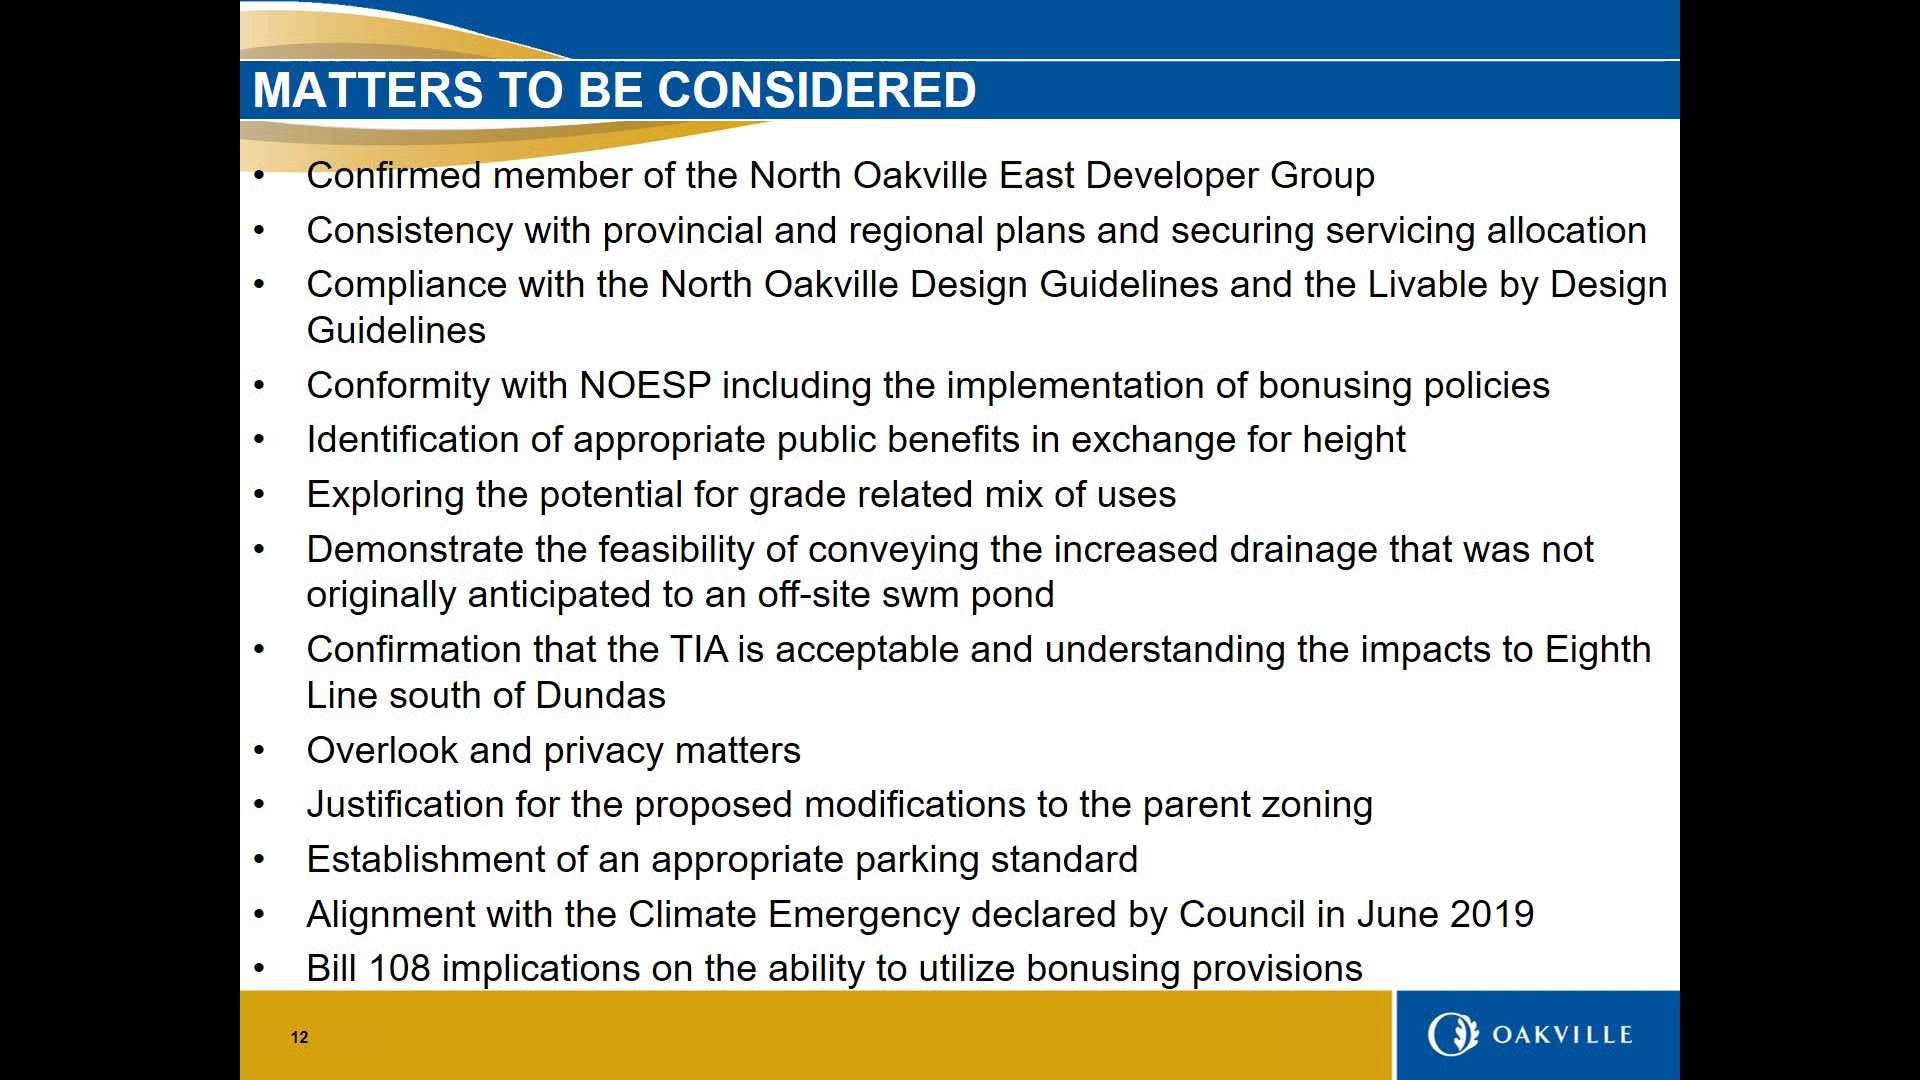 MATTERS TO BE CONSIDERED
• Confirmed member of the North Oakville East Developer Group
• Consistency with provincial and regional plans and securing servicing allocation
• Compliance with the North Oakville Design Guidelines and the Livable by Design
Guidelines
• Conformity with NOESP including the implementation of bonusing policies
• Identification of appropriate public benefits in exchange for height
• Exploring the potential for grade related mix of uses
• Demonstrate the feasibility of conveying the increased drainage that was not
originally anticipated to an off-site swm pond
• Confirmation that the TIA is acceptable and understanding the impacts to Eighth
Line south of Dundas
• Overlook and privacy matters
• Justification for the proposed modifications to the parent zoning
• Establishment of an appropriate parking standard
• Alignment with the Climate Emergency declared by Council in June 2019
• Bill 108 implications on the ability to utilize bonusing provisions
12
OAKVILLE